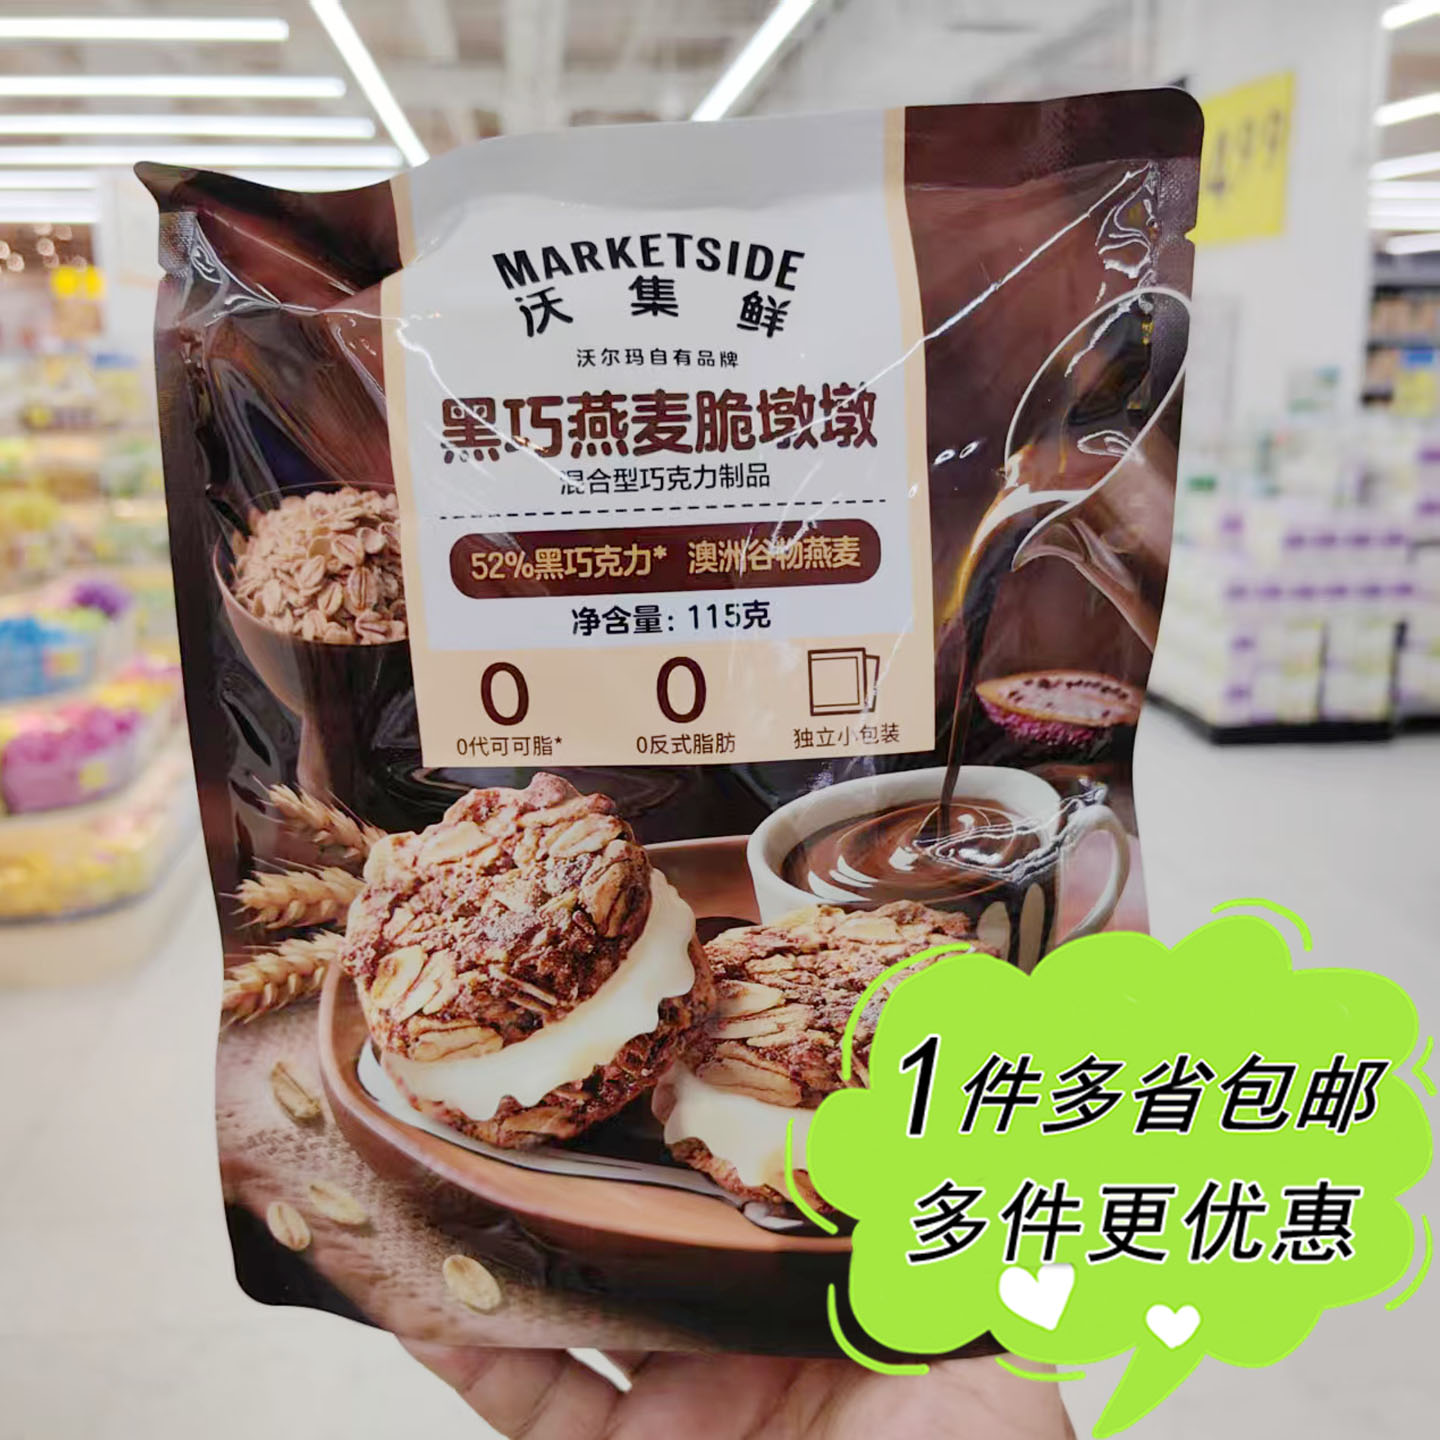 MARKETSIDE
沃集鲜
沃尔玛自有品牌
黑巧燕麦脆墩墩
混合型巧克力制品
52%黑巧克力* 澳洲谷物燕麦
净含量：115克
0 0
0代可可脂* 0反式脂肪 独立小包装
499
1件多省包邮
多件更优惠